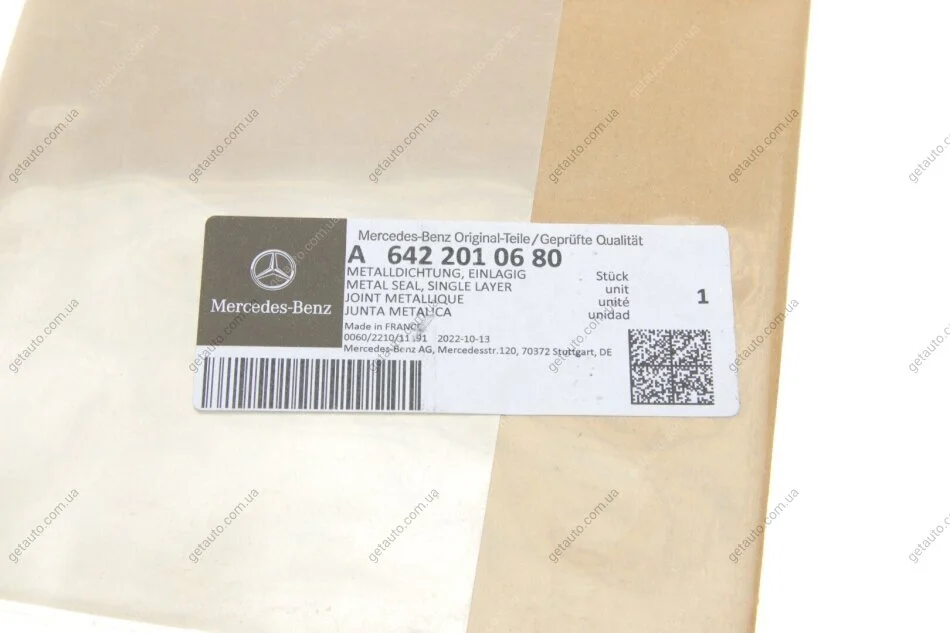 Mercedes-Benz Original-Teile/Geprüfte Qualität
A 642 201 06 80
METALLDICHTUNG, EINLAGIG
METAL SEAL, SINGLE LAYER
JOINT METALLIQUE
JUNTA METALICA
Stück
unit
unité
unidad
1
Mercedes-Benz
Made in FRANCE
2022-10-13
Mercedes-Benz AG, Mercedesstr.120, 70372 Stuttgart, DE
getauto.com.ua